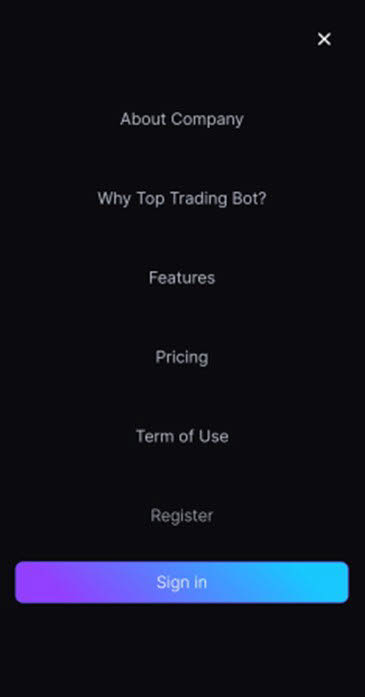 About Company
Why Top Trading Bot?
Features
Pricing
Term of Use
Register
Sign in